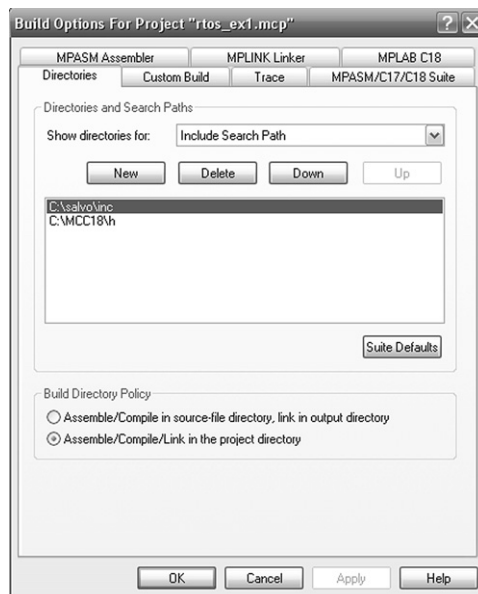 Build Options For Project "rtos_ex1.mcp"
MPASM Assembler MPLINK Linker MPLAB C18
Directories Custom Build Trace MPASM/C17/C18 Suite
Directories and Search Paths
Show directories for: Include Search Path
New Delete Down Up
C:\salvo\inc
C:\MCC18\h
Suite Defaults
Build Directory Policy
Assemble/Compile in source-file directory, link in output directory
Assemble/Compile/Link in the project directory
OK Cancel Apply Help